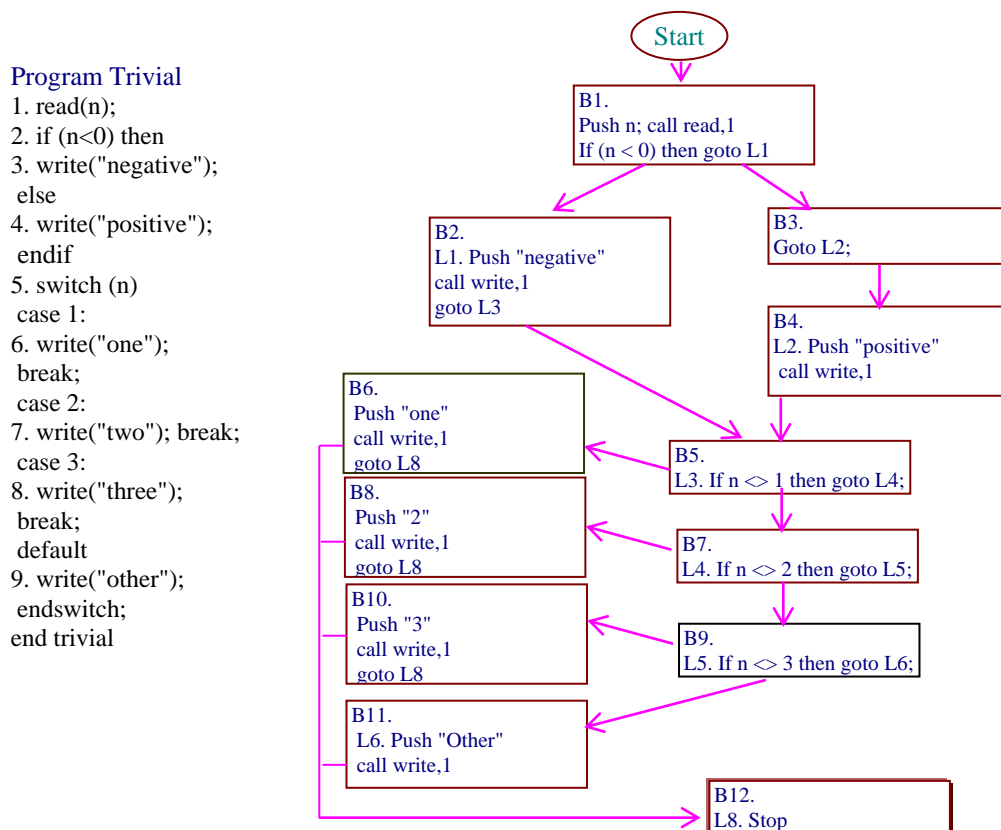 Start
Program Trivial
1. read(n);
2. if (n<0) then
3. write("negative");
else
4. write("positive");
endif
5. switch (n)
case 1:
6. write("one");
break;
case 2:
7. write("two"); break;
case 3:
8. write("three");
break;
default
9. write("other");
endswitch;
end trivial
B1.
Push n; call read,1
If (n < 0) then goto L1
B2.
L1. Push "negative"
call write,1
goto L3
B3.
Goto L2;
B4.
L2. Push "positive"
call write,1
B6.
Push "one"
call write,1
goto L8
B5.
L3. If n <> 1 then goto L4;
B8.
Push "2"
call write,1
goto L8
B7.
L4. If n <> 2 then goto L5;
B10.
Push "3"
call write,1
goto L8
B9.
L5. If n <> 3 then goto L6;
B11.
L6. Push "Other"
call write,1
B12.
L8. Stop